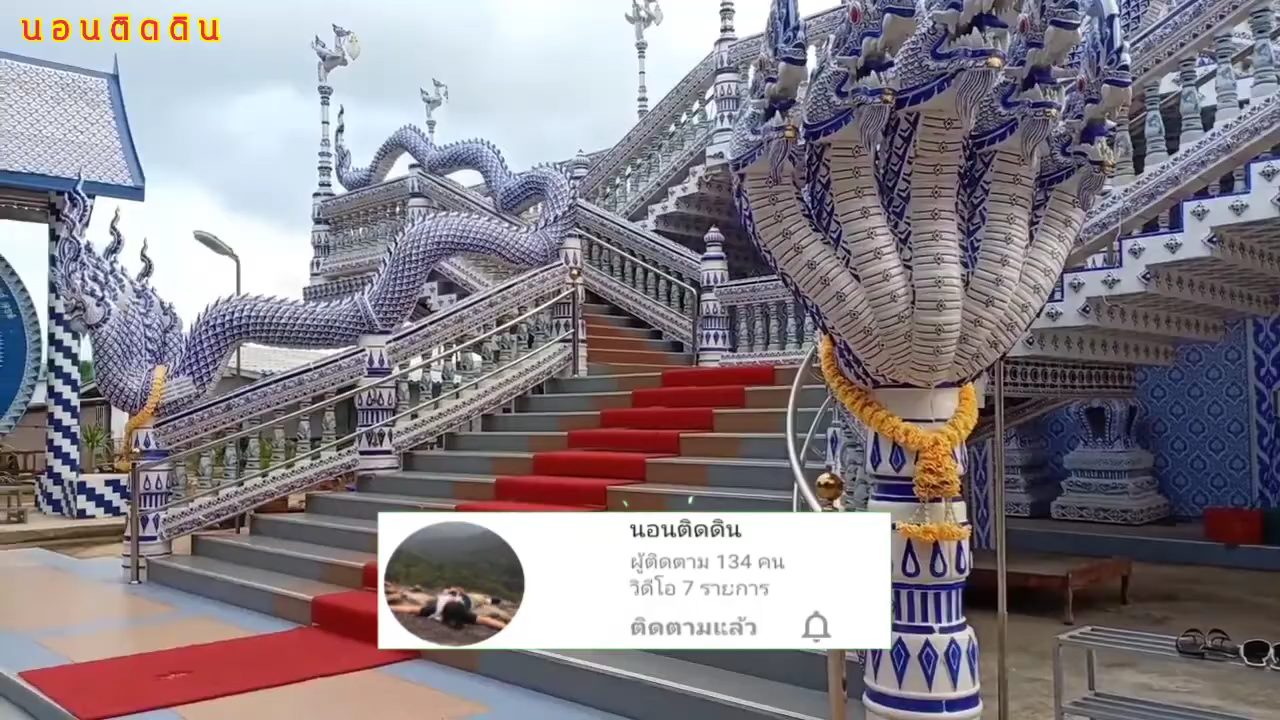 นอนติดดิน
นอนติดดิน
ผู้ติดตาม 134 คน
วิดีโอ 7 รายการ
ติดตามแล้ว